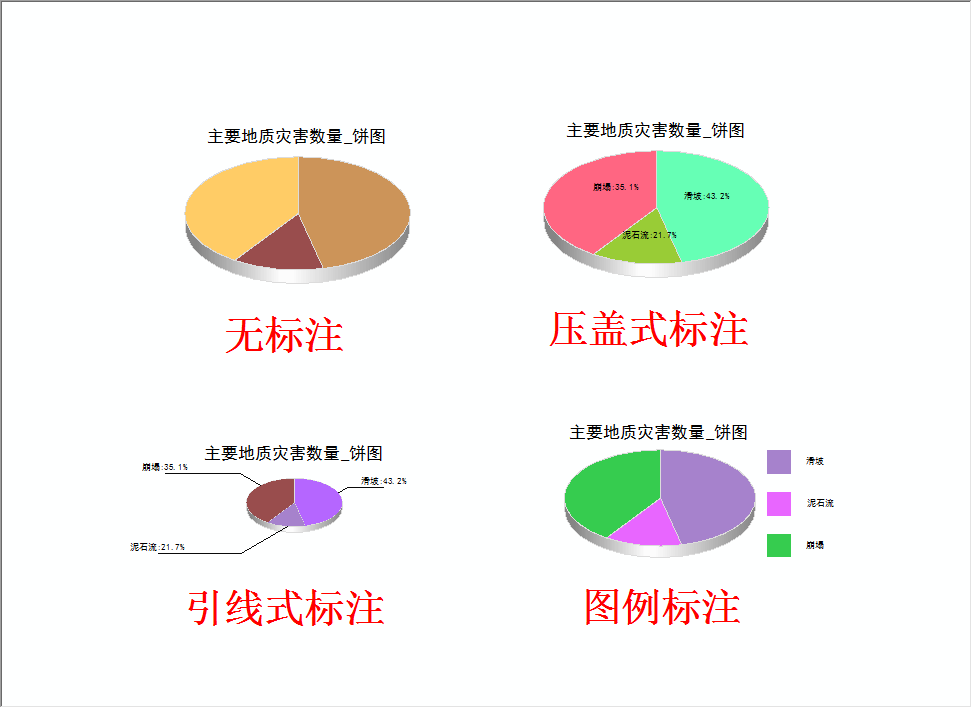 主要地质灾害数量_饼图
无标注
主要地质灾害数量_饼图
崩塌:35.1%
滑坡:43.2%
泥石流:21.7%
压盖式标注
主要地质灾害数量_饼图
崩塌:35.1%
滑坡:43.2%
泥石流:21.7%
引线式标注
主要地质灾害数量_饼图
滑坡
泥石流
崩塌
图例标注